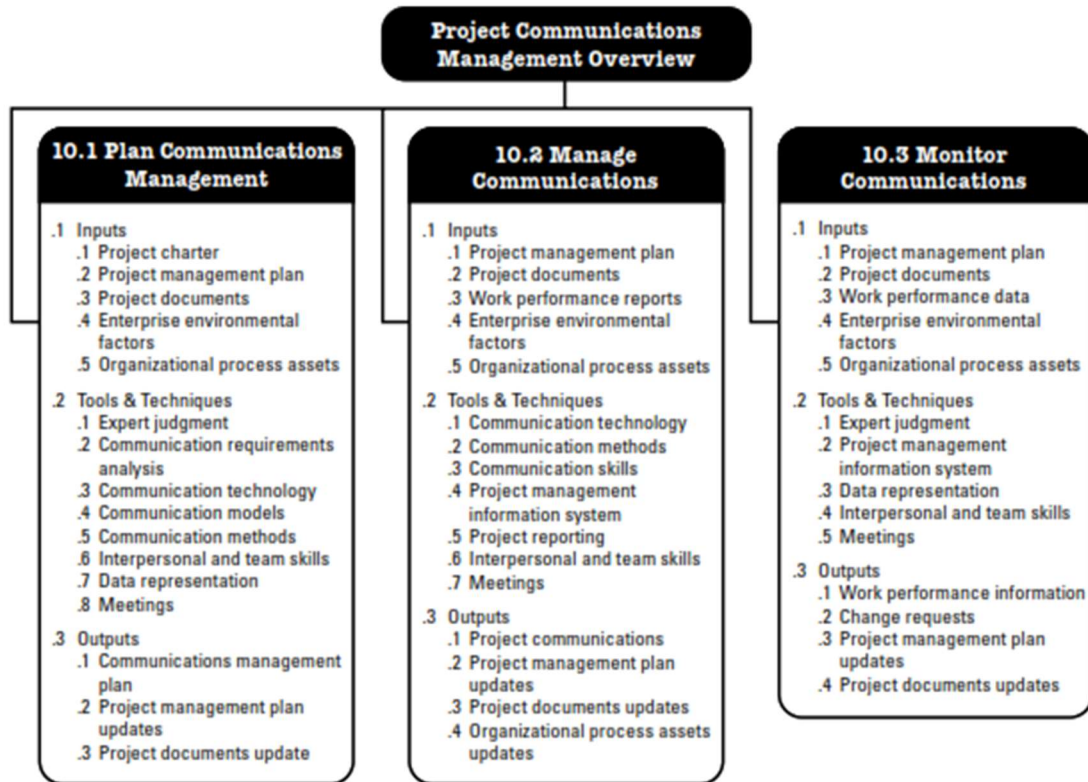 Project Communications
Management Overview
10.1 Plan Communications
Management
.1 Inputs
.1 Project charter
.2 Project management plan
.3 Project documents
.4 Enterprise environmental
factors
.5 Organizational process assets
.2 Tools & Techniques
.1 Expert judgment
.2 Communication requirements
analysis
.3 Communication technology
.4 Communication models
.5 Communication methods
.6 Interpersonal and team skills
.7 Data representation
.8 Meetings
.3 Outputs
.1 Communications management
plan
.2 Project management plan
updates
.3 Project documents update
10.2 Manage
Communications
.1 Inputs
.1 Project management plan
.2 Project documents
.3 Work performance reports
.4 Enterprise environmental
factors
.5 Organizational process assets
.2 Tools & Techniques
.1 Communication technology
.2 Communication methods
.3 Communication skills
.4 Project management
information system
.5 Project reporting
.6 Interpersonal and team skills
.7 Meetings
.3 Outputs
.1 Project communications
.2 Project management plan
updates
.3 Project documents updates
.4 Organizational process assets
updates
10.3 Monitor
Communications
.1 Inputs
.1 Project management plan
.2 Project documents
.3 Work performance data
.4 Enterprise environmental
factors
.5 Organizational process assets
.2 Tools & Techniques
.1 Expert judgment
.2 Project management
information system
.3 Data representation
.4 Interpersonal and team skills
.5 Meetings
.3 Outputs
.1 Work performance information
.2 Change requests
.3 Project management plan
updates
.4 Project documents updates